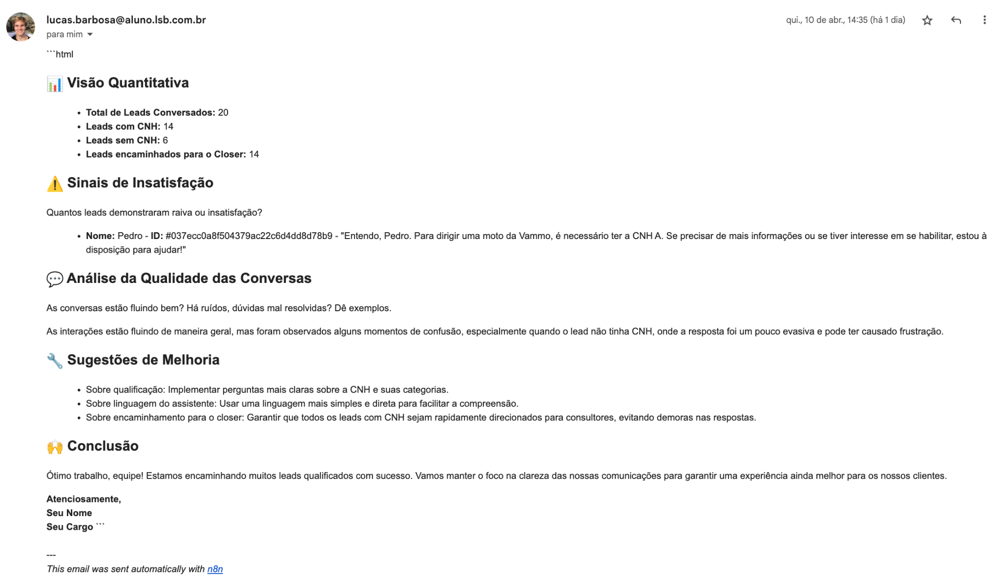 lucas.barbosa@aluno.lsb.com.br
qui., 10 de abr., 14:35 (há 1 dia)
para mim
```html
📊 Visão Quantitativa
• Total de Leads Conversados: 20
• Leads com CNH: 14
• Leads sem CNH: 6
• Leads encaminhados para o Closer: 14
⚠️ Sinais de Insatisfação
Quantos leads demonstraram raiva ou insatisfação?
• Nome: Pedro - ID: #037ecc0a8f504379ac22c6d4dd8d78b9 - "Entendo, Pedro. Para dirigir uma moto da Vammo, é necessário ter a CNH A. Se precisar de mais informações ou se tiver interesse em se habilitar, estou à
disposição para ajudar!"
💬 Análise da Qualidade das Conversas
As conversas estão fluindo bem? Há ruídos, dúvidas mal resolvidas? Dê exemplos.
As interações estão fluindo de maneira geral, mas foram observados alguns momentos de confusão, especialmente quando o lead não tinha CNH, onde a resposta foi um pouco evasiva e pode ter causado frustração.
🔧 Sugestões de Melhoria
• Sobre qualificação: Implementar perguntas mais claras sobre a CNH e suas categorias.
• Sobre linguagem do assistente: Usar uma linguagem mais simples e direta para facilitar a compreensão.
• Sobre encaminhamento para o closer: Garantir que todos os leads com CNH sejam rapidamente direcionados para consultores, evitando demoras nas respostas.
🙌 Conclusão
Ótimo trabalho, equipe! Estamos encaminhando muitos leads qualificados com sucesso. Vamos manter o foco na clareza das nossas comunicações para garantir uma experiência ainda melhor para os nossos clientes.
Atenciosamente,
Seu Nome
Seu Cargo ```
---
This email was sent automatically with n8n